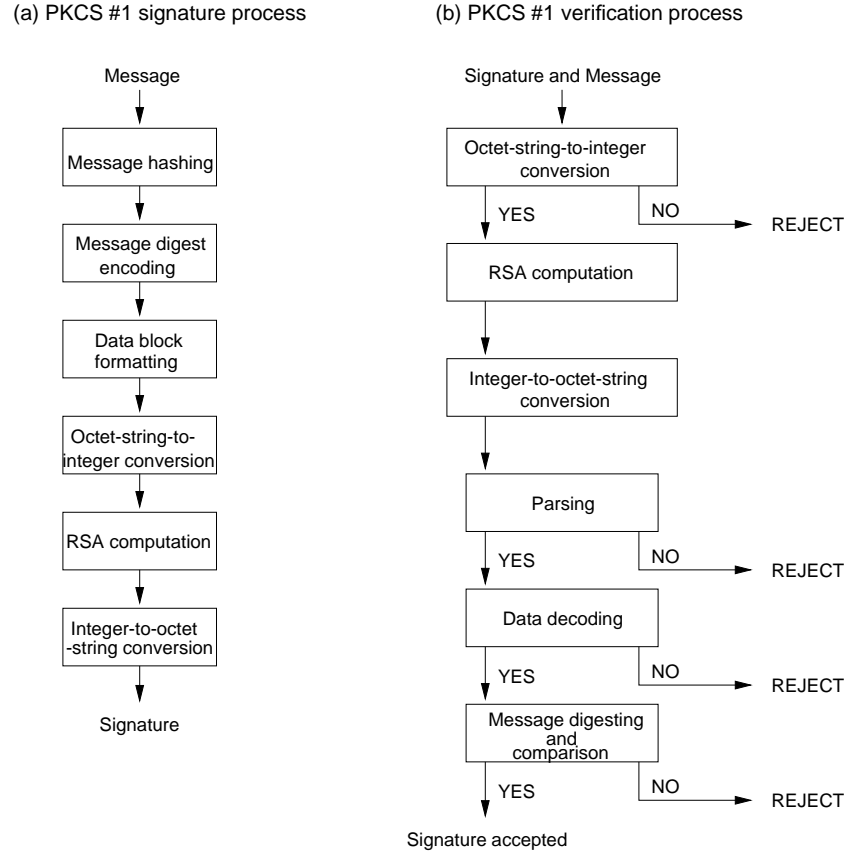 (a) PKCS #1 signature process
Message
Message hashing
Message digest
encoding
Data block
formatting
Octet-string-to-
integer conversion
RSA computation
Integer-to-octet
-string conversion
Signature
(b) PKCS #1 verification process
Signature and Message
Octet-string-to-integer
conversion
YES
NO
REJECT
RSA computation
Integer-to-octet-string
conversion
Parsing
YES
NO
REJECT
Data decoding
YES
NO
REJECT
Message digesting
and
comparison
YES
NO
REJECT
Signature accepted